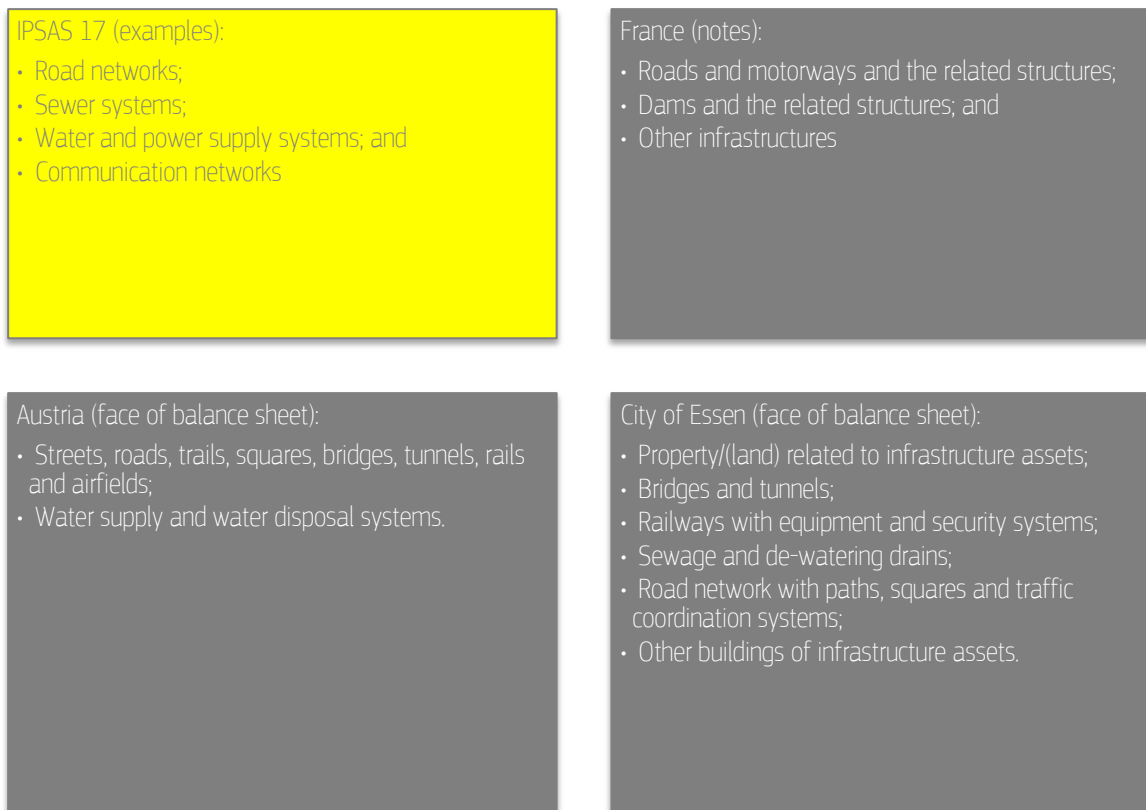 IPSAS 17 (examples):
• Road networks;
• Sewer systems;
• Water and power supply systems; and
• Communication networks
France (notes):
• Roads and motorways and the related structures;
• Dams and the related structures; and
• Other infrastructures
Austria (face of balance sheet):
• Streets, roads, trails, squares, bridges, tunnels, rails
and airfields;
• Water supply and water disposal systems.
City of Essen (face of balance sheet):
• Property/(land) related to infrastructure assets;
• Bridges and tunnels;
• Railways with equipment and security systems;
• Sewage and de-watering drains;
• Road network with paths, squares and traffic
coordination systems;
• Other buildings of infrastructure assets.